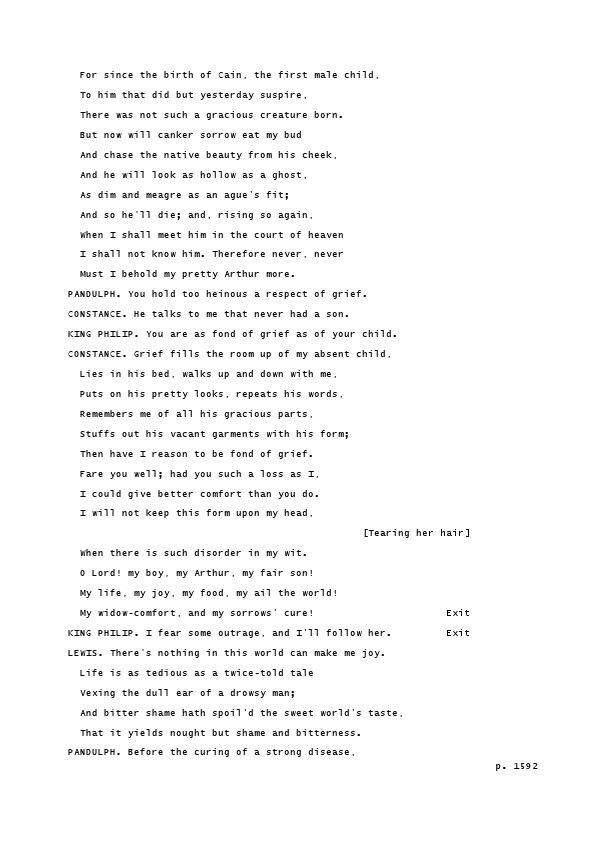 For since the birth of Cain, the first male child,
To him that did but yesterday suspire,
There was not such a gracious creature born.
But now will canker sorrow eat my bud
And chase the native beauty from his cheek,
And he will look as hollow as a ghost,
As dim and meagre as an ague's fit;
And so he'll die; and, rising so again,
When I shall meet him in the court of heaven
I shall not know him. Therefore never, never
Must I behold my pretty Arthur more.
PANDULPH. You hold too heinous a respect of grief.
CONSTANCE. He talks to me that never had a son.
KING PHILIP. You are as fond of grief as of your child.
CONSTANCE. Grief fills the room up of my absent child,
Lies in his bed, walks up and down with me,
Puts on his pretty looks, repeats his words,
Remembers me of all his gracious parts,
Stuffs out his vacant garments with his form;
Then have I reason to be fond of grief.
Fare you well; had you such a loss as I,
I could give better comfort than you do.
I will not keep this form upon my head,
[Tearing her hair]
When there is such disorder in my wit.
O Lord! my boy, my Arthur, my fair son!
My life, my joy, my food, my ail the world!
My widow-comfort, and my sorrows' cure! Exit
KING PHILIP. I fear some outrage, and I'll follow her. Exit
LEWIS. There's nothing in this world can make me joy.
Life is as tedious as a twice-told tale
Vexing the dull ear of a drowsy man;
And bitter shame hath spoil'd the sweet world's taste,
That it yields nought but shame and bitterness.
PANDULPH. Before the curing of a strong disease,
p. 1592